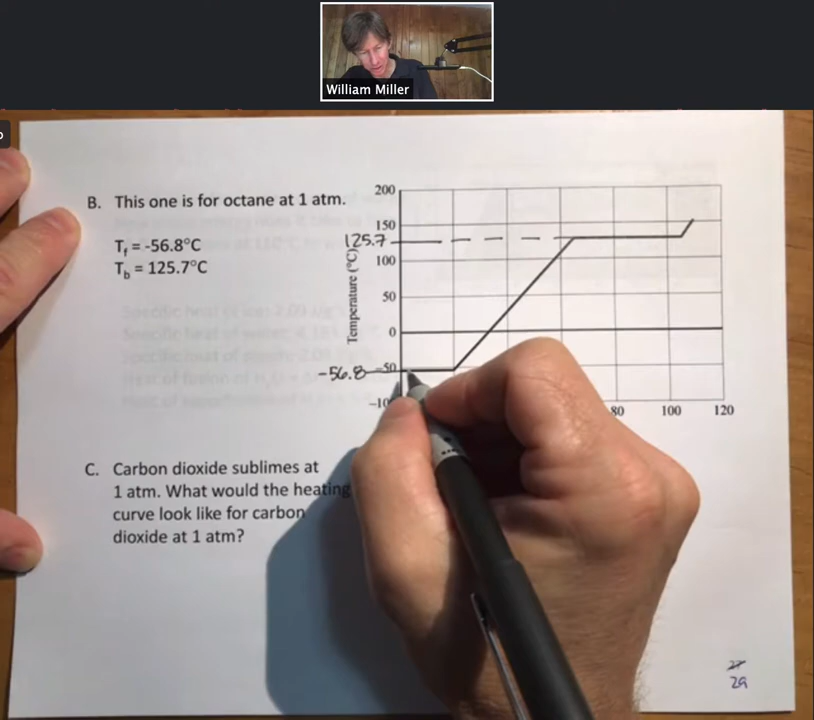 William Miller
B. This one is for octane at 1 atm.
Tf = -56.8°C
Tb = 125.7°C
200
150
125.7
100
50
0
-56.8 -50
-10
80 100 120
Temperature (°C)
C. Carbon dioxide sublimes at
1 atm. What would the heating
curve look like for carbon
dioxide at 1 atm?
27
29